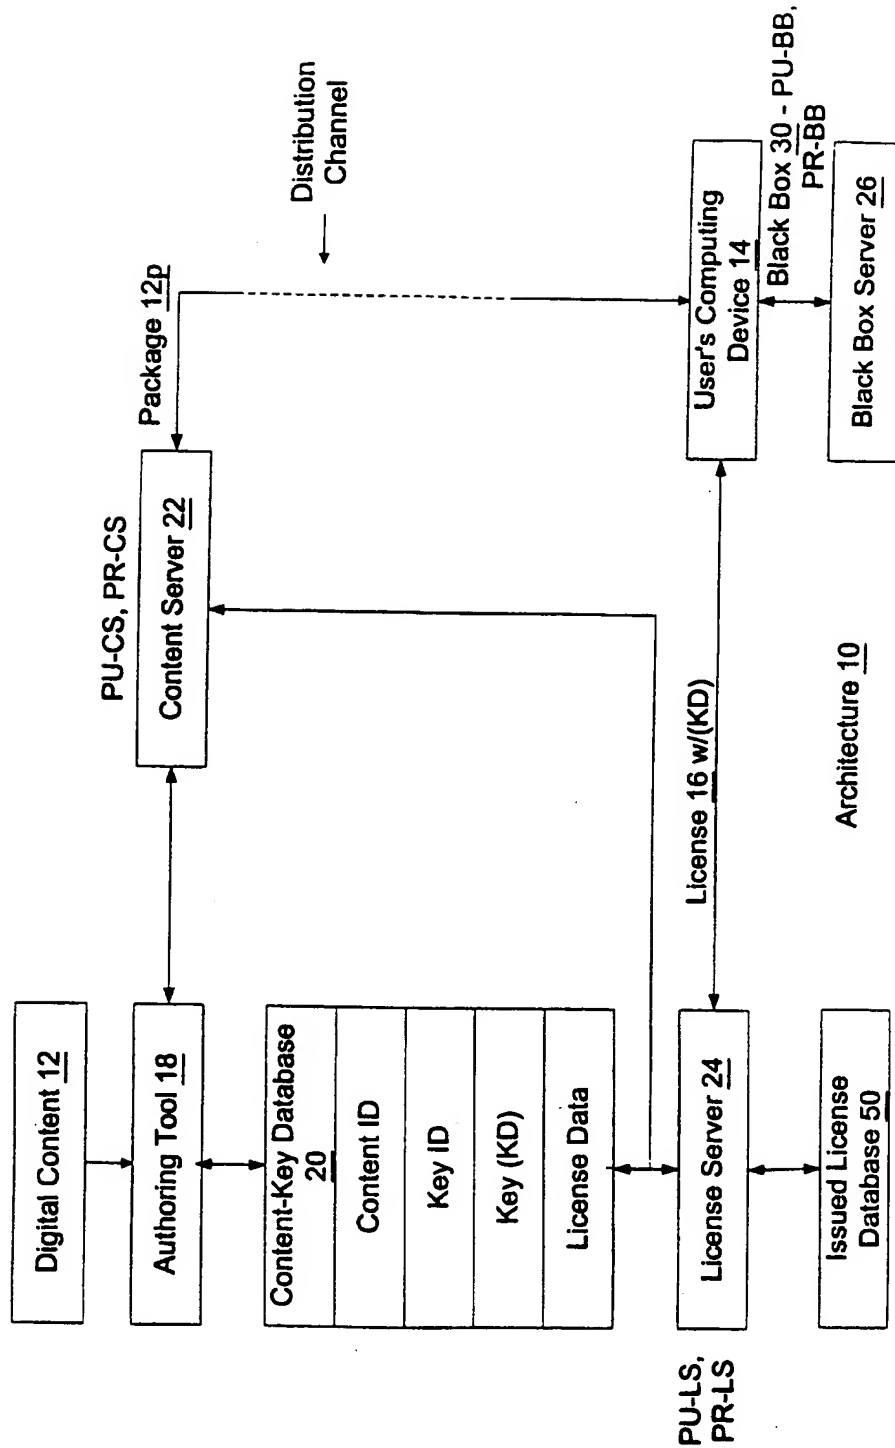 Digital Content 12
Authoring Tool 18
Content-Key Database
20
Content ID
Key ID
Key (KD)
License Data
PU-LS,
PR-LS
License Server 24
Issued License
Database 50
PU-CS, PR-CS
Content Server 22
License 16 w/(KD)
Architecture 10
Package 12p
Distribution
Channel
User's Computing
Device 14
Black Box 30 - PU-BB,
PR-BB
Black Box Server 26